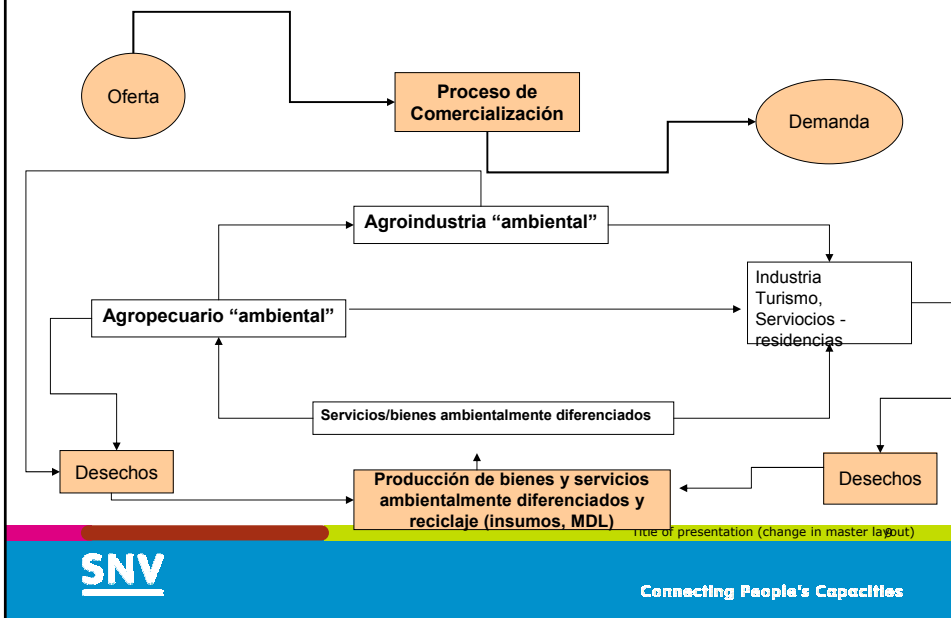 Oferta
Proceso de
Comercialización
Demanda
Agroindustria “ambiental”
Industria
Turismo,
Serviocios -
residencias
Agropecuario “ambiental”
Servicios/bienes ambientalmente diferenciados
Desechos
Producción de bienes y servicios
ambientalmente diferenciados y
reciclaje (insumos, MDL)
Desechos
Title of presentation (change in master layout)
9
SNV
Connecting People's Capacities